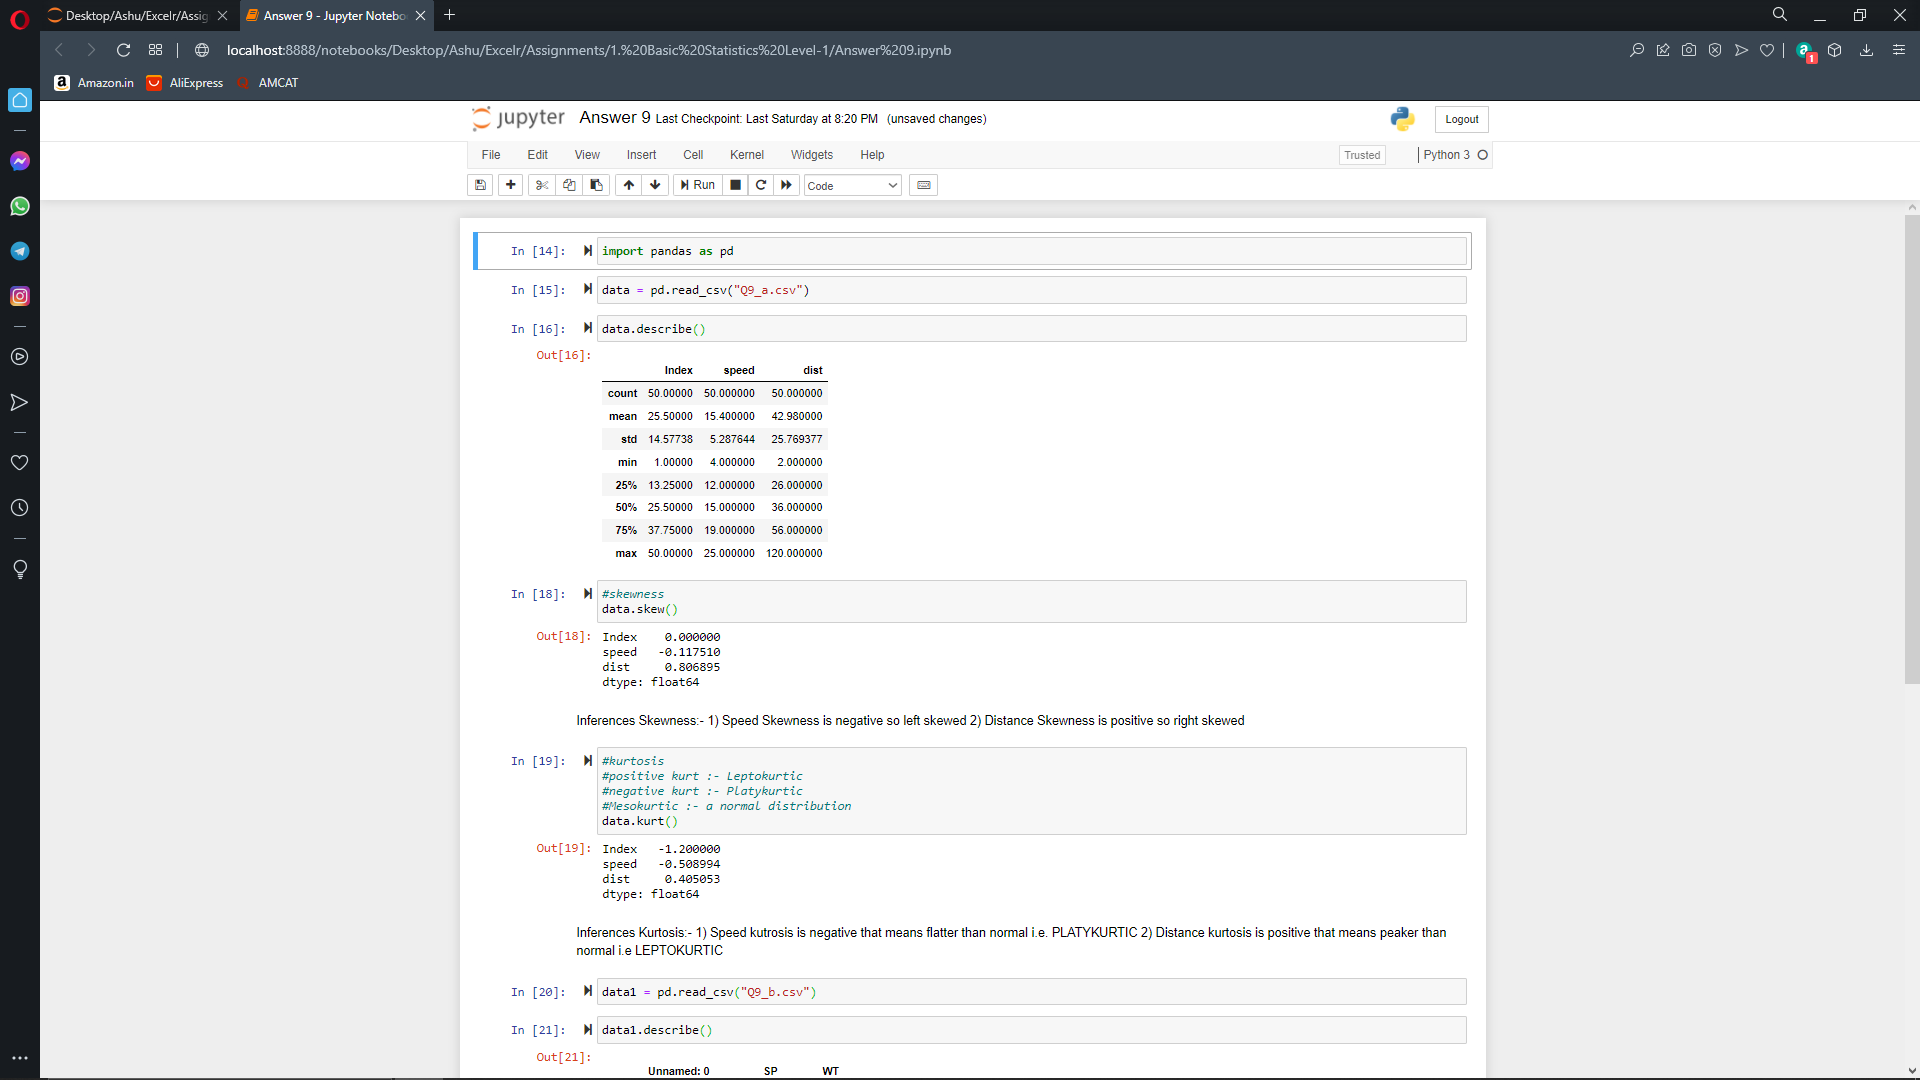 Desktop/Ashu/Excelr/Assig
Answer 9 - Jupyter Notebo
localhost:8888/notebooks/Desktop/Ashu/Excelr/Assignments/1.%20Basic%20Statistics%20Level-1/Answer%209.ipynb
1
a Amazon.in AliExpress AMCAT
jupyter Answer 9 Last Checkpoint: Last Saturday at 8:20 PM (unsaved changes) Logout
File Edit View Insert Cell Kernel Widgets Help Trusted Python 3
Run Code
In [14]: import pandas as pd
In [15]: data = pd.read_csv("Q9_a.csv")
In [16]: data.describe()
Out[16]:
Index speed dist
count 50.00000 50.000000 50.000000
mean 25.50000 15.400000 42.980000
std 14.57738 5.287644 25.769377
min 1.00000 4.000000 2.000000
25% 13.25000 12.000000 26.000000
50% 25.50000 15.000000 36.000000
75% 37.75000 19.000000 56.000000
max 50.00000 25.000000 120.000000
In [18]: #skewness
data.skew()
Out[18]: Index 0.000000
speed -0.117510
dist 0.806895
dtype: float64
Inferences Skewness:- 1) Speed Skewness is negative so left skewed 2) Distance Skewness is positive so right skewed
In [19]: #kurtosis
#positive kurt :- Leptokurtic
#negative kurt :- Platykurtic
#Mesokurtic :- a normal distribution
data.kurt()
Out[19]: Index -1.200000
speed -0.508994
dist 0.405053
dtype: float64
Inferences Kurtosis:- 1) Speed kutrosis is negative that means flatter than normal i.e. PLATYKURTIC 2) Distance kurtosis is positive that means peaker than
normal i.e LEPTOKURTIC
In [20]: data1 = pd.read_csv("Q9_b.csv")
In [21]: data1.describe()
Out[21]:
Unnamed: 0 SP WT